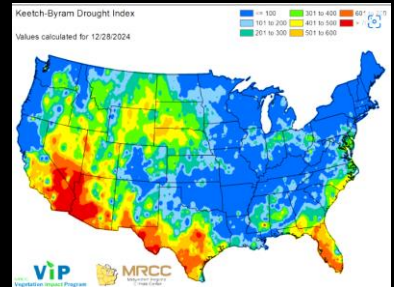 Keetch-Byram Drought Index
Values calculated for 12/28/2024
<= 100
101 to 200
201 to 300
301 to 400
401 to 500
501 to 600
ViP
Vegetation Impact Program
MRCC